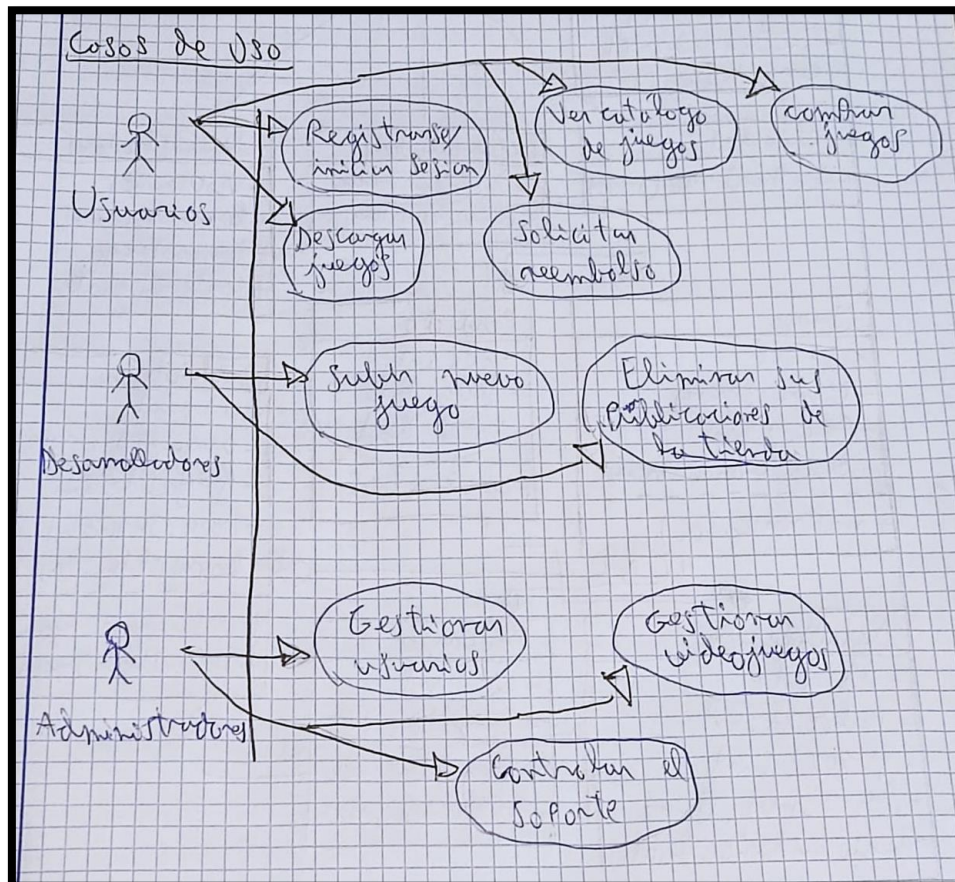 Casos de Uso
Registrarse/
iniciar sesion
Ver catálogo
de juegos
comprar
juegos
Usuarios
Descargar
juegos
Solicitar
reembolso
Subir nuevo
juego
Eliminar sus
publicaciones de
la tienda
Desarrolladores
Gestionar
usuarios
Gestionar
videojuegos
Administradores
Controlar el
soporte